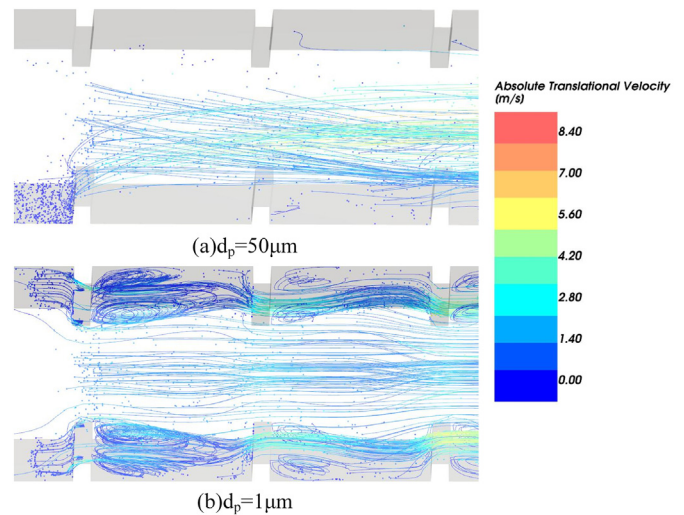 Absolute Translational Velocity
(m/s)
8.40
7.00
5.60
4.20
2.80
1.40
0.00
(a)dp=50μm
(b)dp=1μm